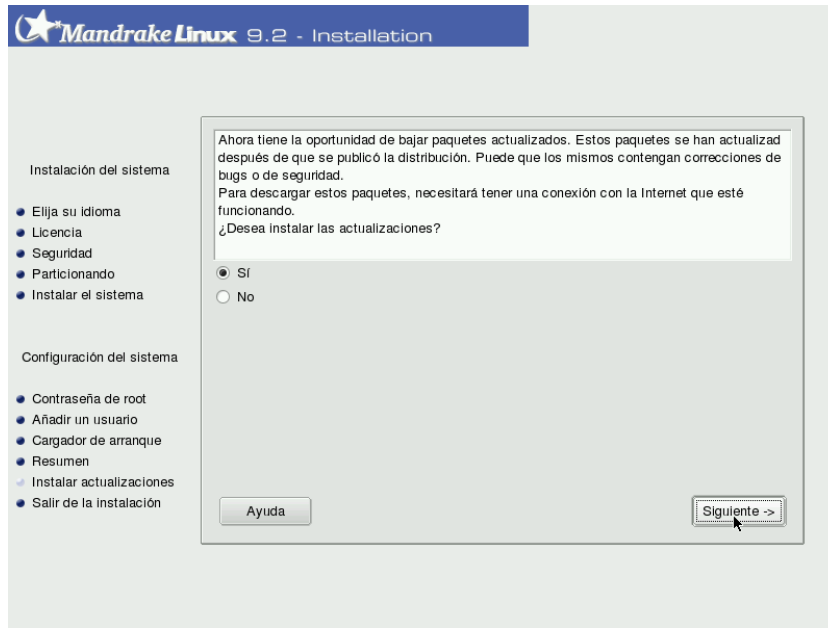 MandrakeLinux 9.2 - Installation
Instalación del sistema
Elija su idioma
Licencia
Seguridad
Particionando
Instalar el sistema
Configuración del sistema
Contraseña de root
Añadir un usuario
Cargador de arranque
Resumen
Instalar actualizaciones
Salir de la instalación
Ahora tiene la oportunidad de bajar paquetes actualizados. Estos paquetes se han actualizad
después de que se publicó la distribución. Puede que los mismos contengan correcciones de
bugs o de seguridad.
Para descargar estos paquetes, necesitará tener una conexión con la Internet que esté
funcionando.
¿Desea instalar las actualizaciones?
Sí
No
Ayuda
Siguiente ->